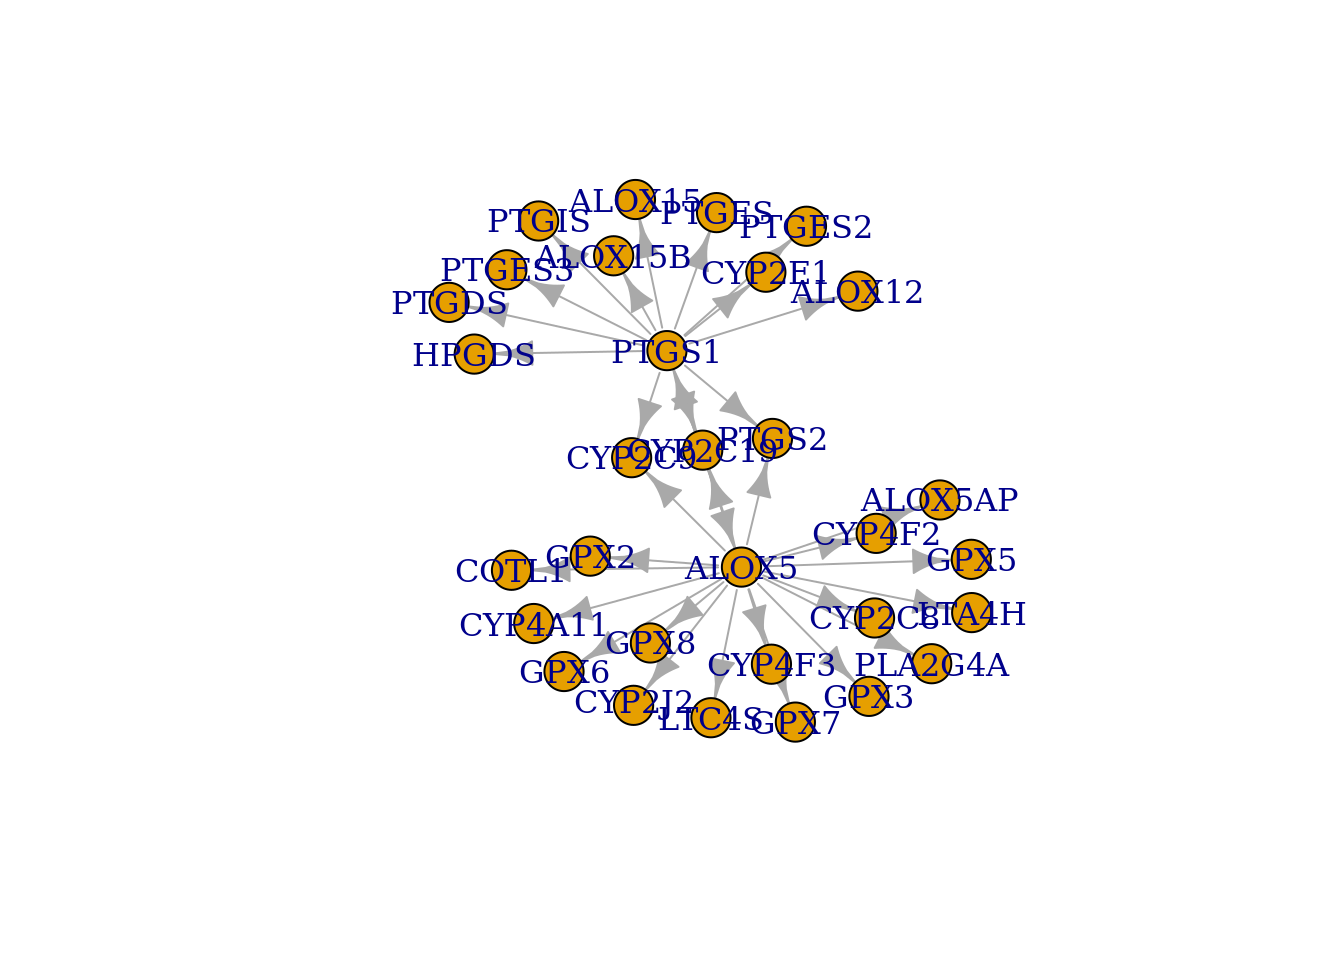 ALOX15
PTGES
PTGIS
PTGES2
ALOX15B
PTGES3
CYP2E1
ALOX12
PTGDS
HPGDS
PTGS1
PTGS2
CYP2C19
CYP2C9
ALOX5AP
CYP4F2
GPX2
GPX5
COTL1
ALOX5
LTA4H
CYP2C8
CYP4A11
GPX8
CYP4F3
PLA2G4A
GPX6
GPX3
CYP2J2
LTC4S
GPX7